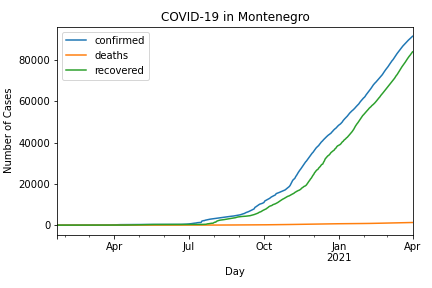 COVID-19 in Montenegro
confirmed
deaths
recovered
Number of Cases
80000
60000
40000
20000
0
Apr
Jul
Oct
Jan
2021
Apr
Day